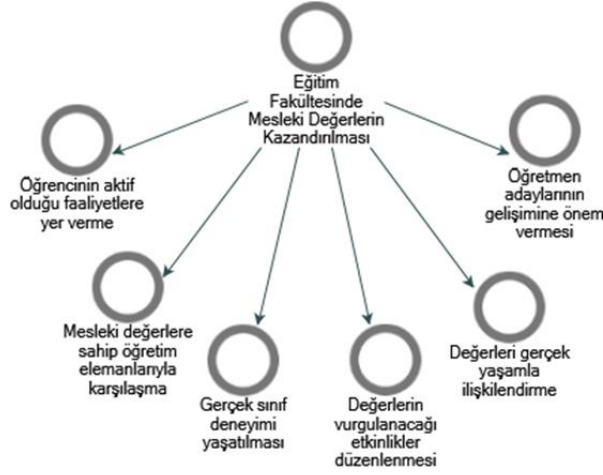 Eğitim
Fakültesinde
Mesleki Değerlerin
Kazandırılması
Öğrencinin aktif
olduğu faaliyetlere
yer verme
Mesleki değerlere
sahip öğretim
elemanlarıyla
karşılaşma
Gerçek sınıf
deneyimi
yaşatılması
Değerlerin
vurgulanacağı
etkinlikler
düzenlenmesi
Değerleri gerçek
yaşamla
ilişkilendirme
Öğretmen
adaylarının
gelişimine önem
vermesi